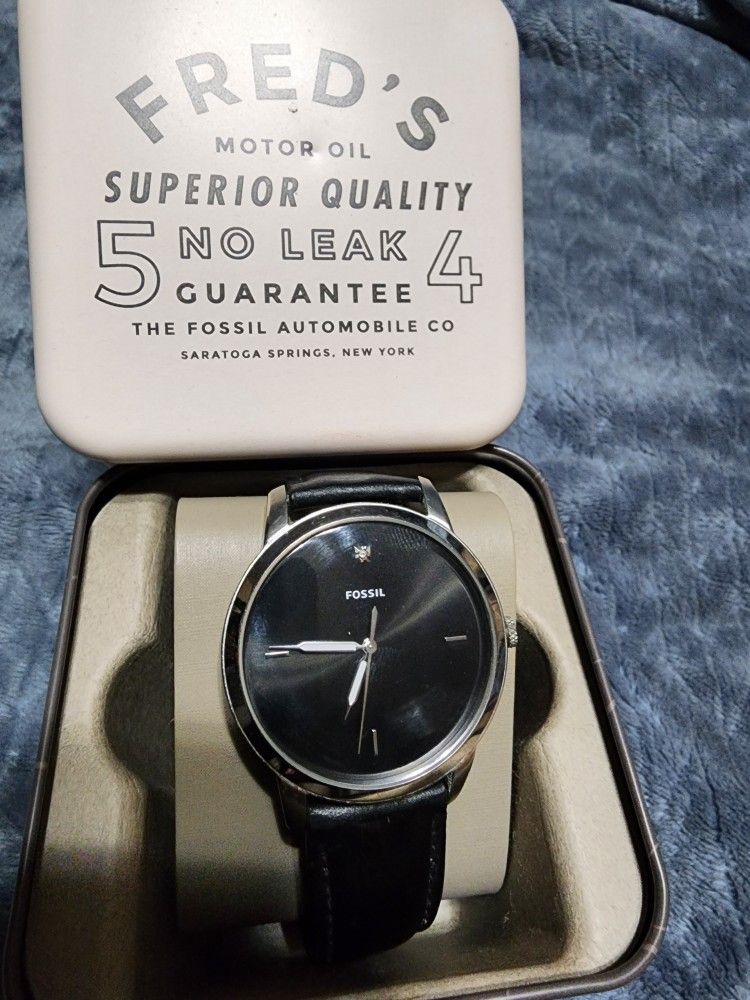 FRED'S
MOTOR OIL
SUPERIOR QUALITY
5 NO LEAK 4
GUARANTEE
THE FOSSIL AUTOMOBILE CO
SARATOGA SPRINGS, NEW YORK
FOSSIL